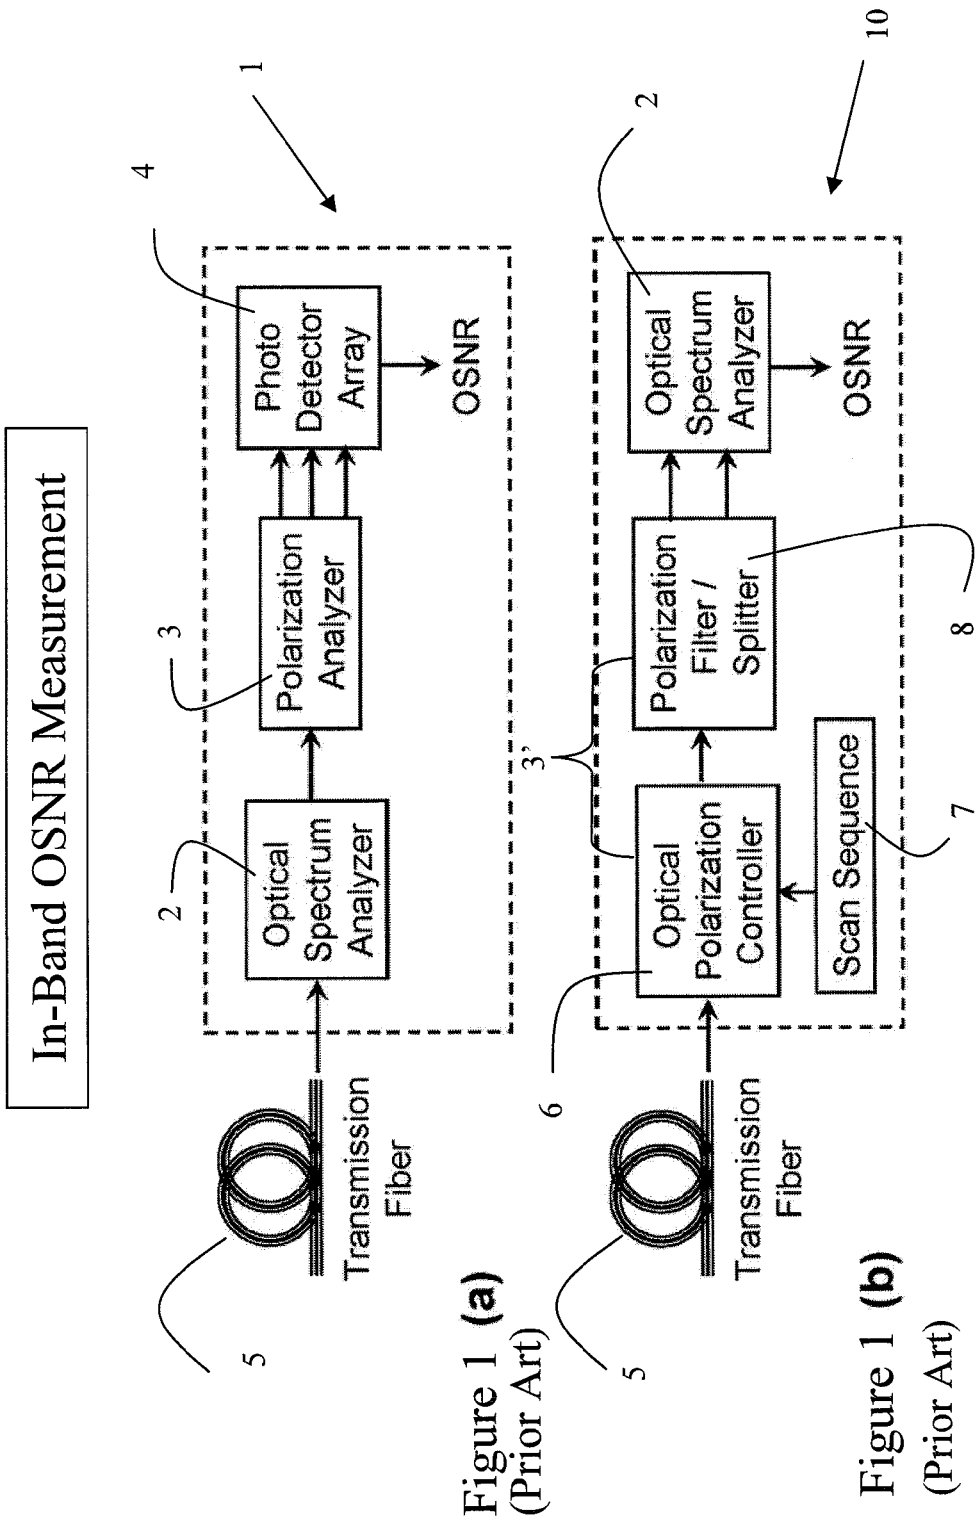 In-Band OSNR Measurement
1
4
3
2
5
Transmission
Fiber
Optical
Spectrum
Analyzer
Polarization
Analyzer
Photo
Detector
Array
OSNR
Figure 1 (a)
(Prior Art)
10
2
3'
6
5
Transmission
Fiber
Optical
Polarization
Controller
Polarization
Filter /
Splitter
Optical
Spectrum
Analyzer
Scan Sequence
OSNR
7
8
Figure 1 (b)
(Prior Art)